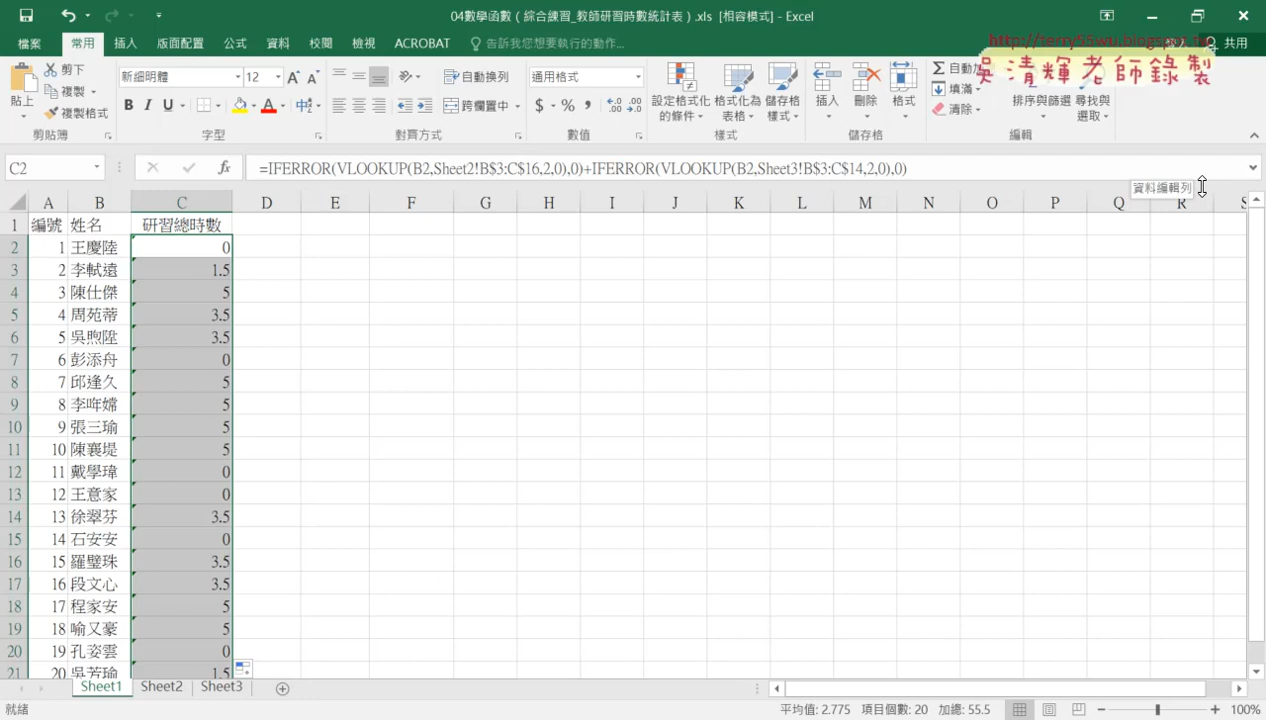 04數學函數（綜合練習_教師研習時數統計表）.xls [相容模式] - Excel
http://terry55wu.blogspot.tw
吳清輝老師錄製
檔案 常用 插入 版面配置 公式 資料 校閱 檢視 ACROBAT 告訴我您想要執行的動作... 共用
貼上 剪下 複製 複製格式 剪貼簿
新細明體 12 字型
自動換列 跨欄置中 對齊方式
通用格式 數值
設定格式化的條件 格式化為表格 儲存格樣式 樣式
插入 刪除 格式 儲存格
自動加 填滿 清除 排序與篩選 尋找與選取 編輯
C2 =IFERROR(VLOOKUP(B2,Sheet2!B$3:C$16,2,0),0)+IFERROR(VLOOKUP(B2,Sheet3!B$3:C$14,2,0),0)
資料編輯列
A B C D E F G H I J K L M N O P Q R S
1 編號 姓名 研習總時數
2 1 王慶陸 0
3 2 李軾遠 1.5
4 3 陳仕傑 5
5 4 周苑蒂 3.5
6 5 吳煦陞 3.5
7 6 彭添舟 0
8 7 邱逢久 5
9 8 李嫦 5
10 9 張三瑜 5
11 10 陳襄堤 5
12 11 戴學瑋 0
13 12 王意家 0
14 13 徐翠芬 3.5
15 14 石安安 0
16 15 羅璧珠 3.5
17 16 段文心 3.5
18 17 程家安 5
19 18 喻又豪 5
20 19 孔姿雲 0
21 20 吳芳瑜 1.5
Sheet1 Sheet2 Sheet3
就緒 平均值: 2.775 項目個數: 20 加總: 55.5 100%